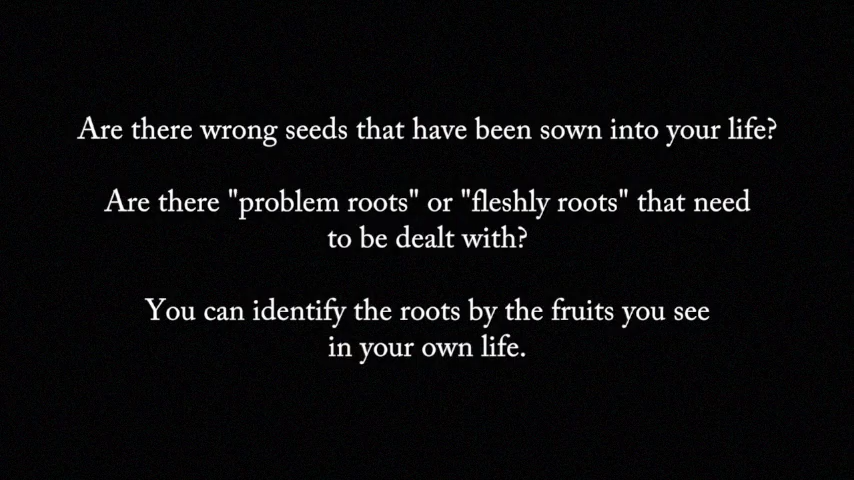 Are there wrong seeds that have been sown into your life?
Are there "problem roots" or "fleshly roots" that need
to be dealt with?
You can identify the roots by the fruits you see
in your own life.